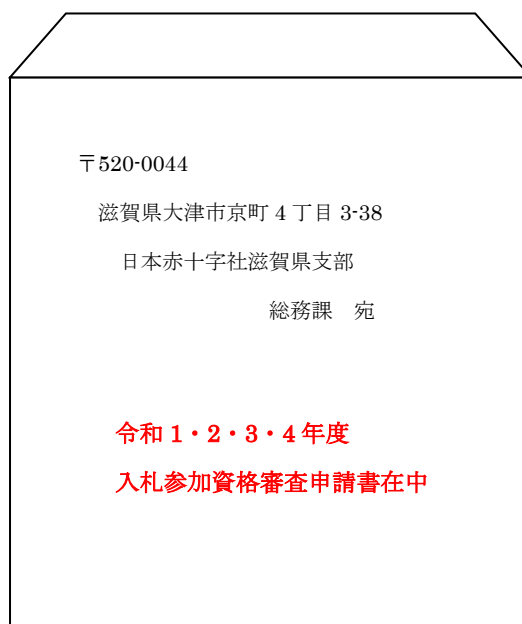 〒520-0044
滋賀県大津市京町 4 丁目 3-38
日本赤十字社滋賀県支部
総務課　宛
令和 1・2・3・4 年度
入札参加資格審査申請書在中